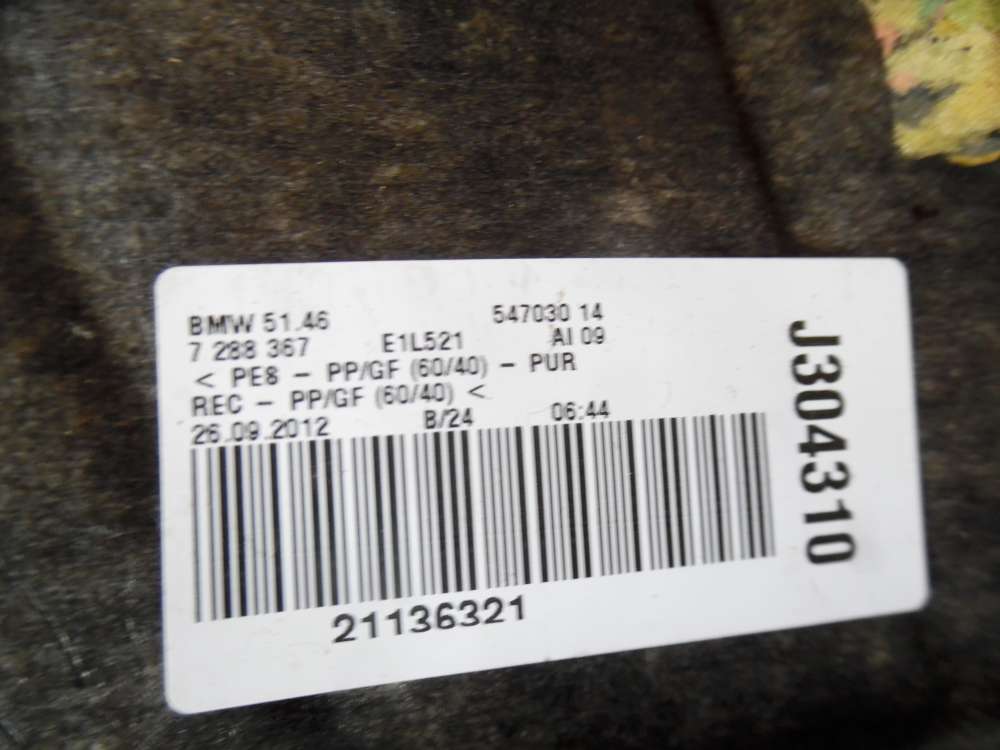 BMW 51.46 547030 14
7 288 367 E1L521 AI 09
< PE8 - PP/GF (60/40) - PUR
REC - PP/GF (60/40) <
26.09.2012 B/24 06:44
21136321
J304310